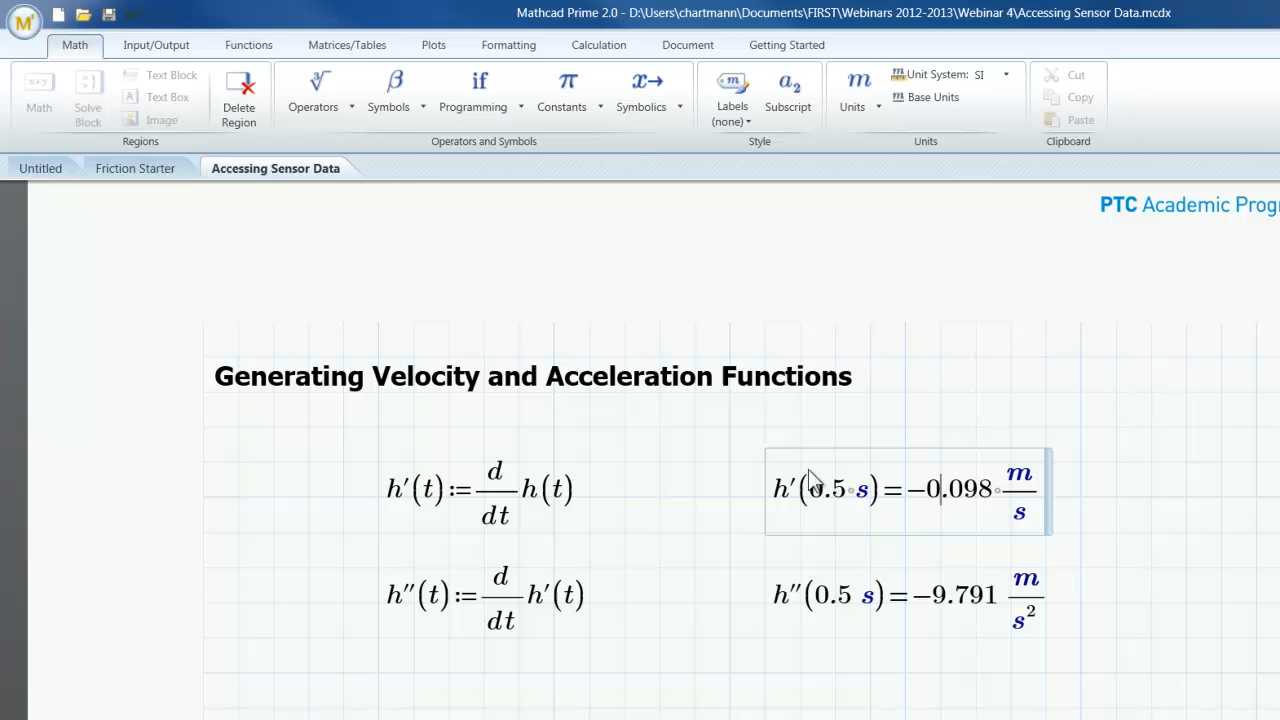 Mathcad Prime 2.0 - D:\Users\chartmann\Documents\FIRST\Webinars 2012-2013\Webinar 4\Accessing Sensor Data.mcdx
Math Input/Output Functions Matrices/Tables Plots Formatting Calculation Document Getting Started
Math
Solve Block
Text Block
Text Box
Image
Delete Region
Regions
Operators
Symbols
if
Programming
π
Constants
Symbolics
Operators and Symbols
Labels (none)
Subscript
Style
Units
Unit System: SI
Base Units
Units
Cut
Copy
Paste
Clipboard
Untitled Friction Starter Accessing Sensor Data
PTC Academic Prog
Generating Velocity and Acceleration Functions
h′(t) := d/dt h(t)
h′(0.5 s) = −0.098 m/s
h″(t) := d/dt h′(t)
h″(0.5 s) = −9.791 m/s²